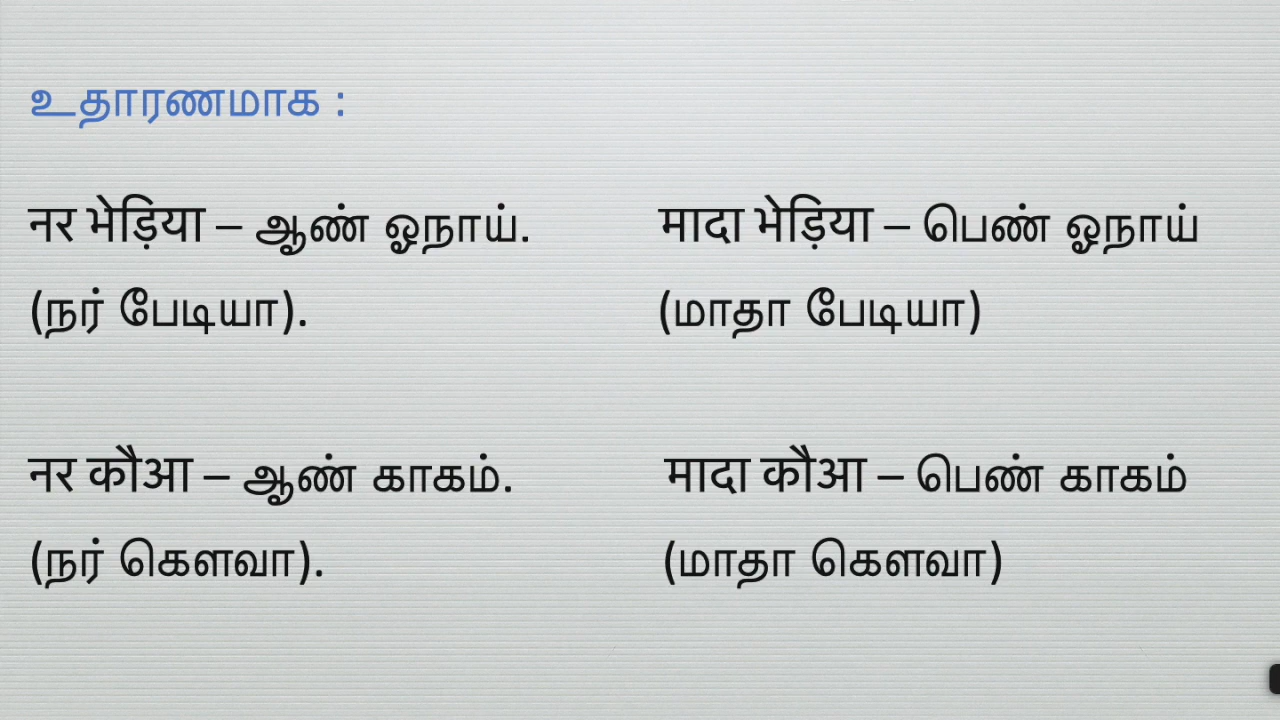 உதாரணமாக :
नर भेड़िया – ஆண் ஓநாய். मादा भेड़िया – பெண் ஓநாய்
(நர் பேடியா). (மாதா பேடியா)
नर कौआ – ஆண் காகம். मादा कौआ – பெண் காகம்
(நர் கௌவா). (மாதா கௌவா)